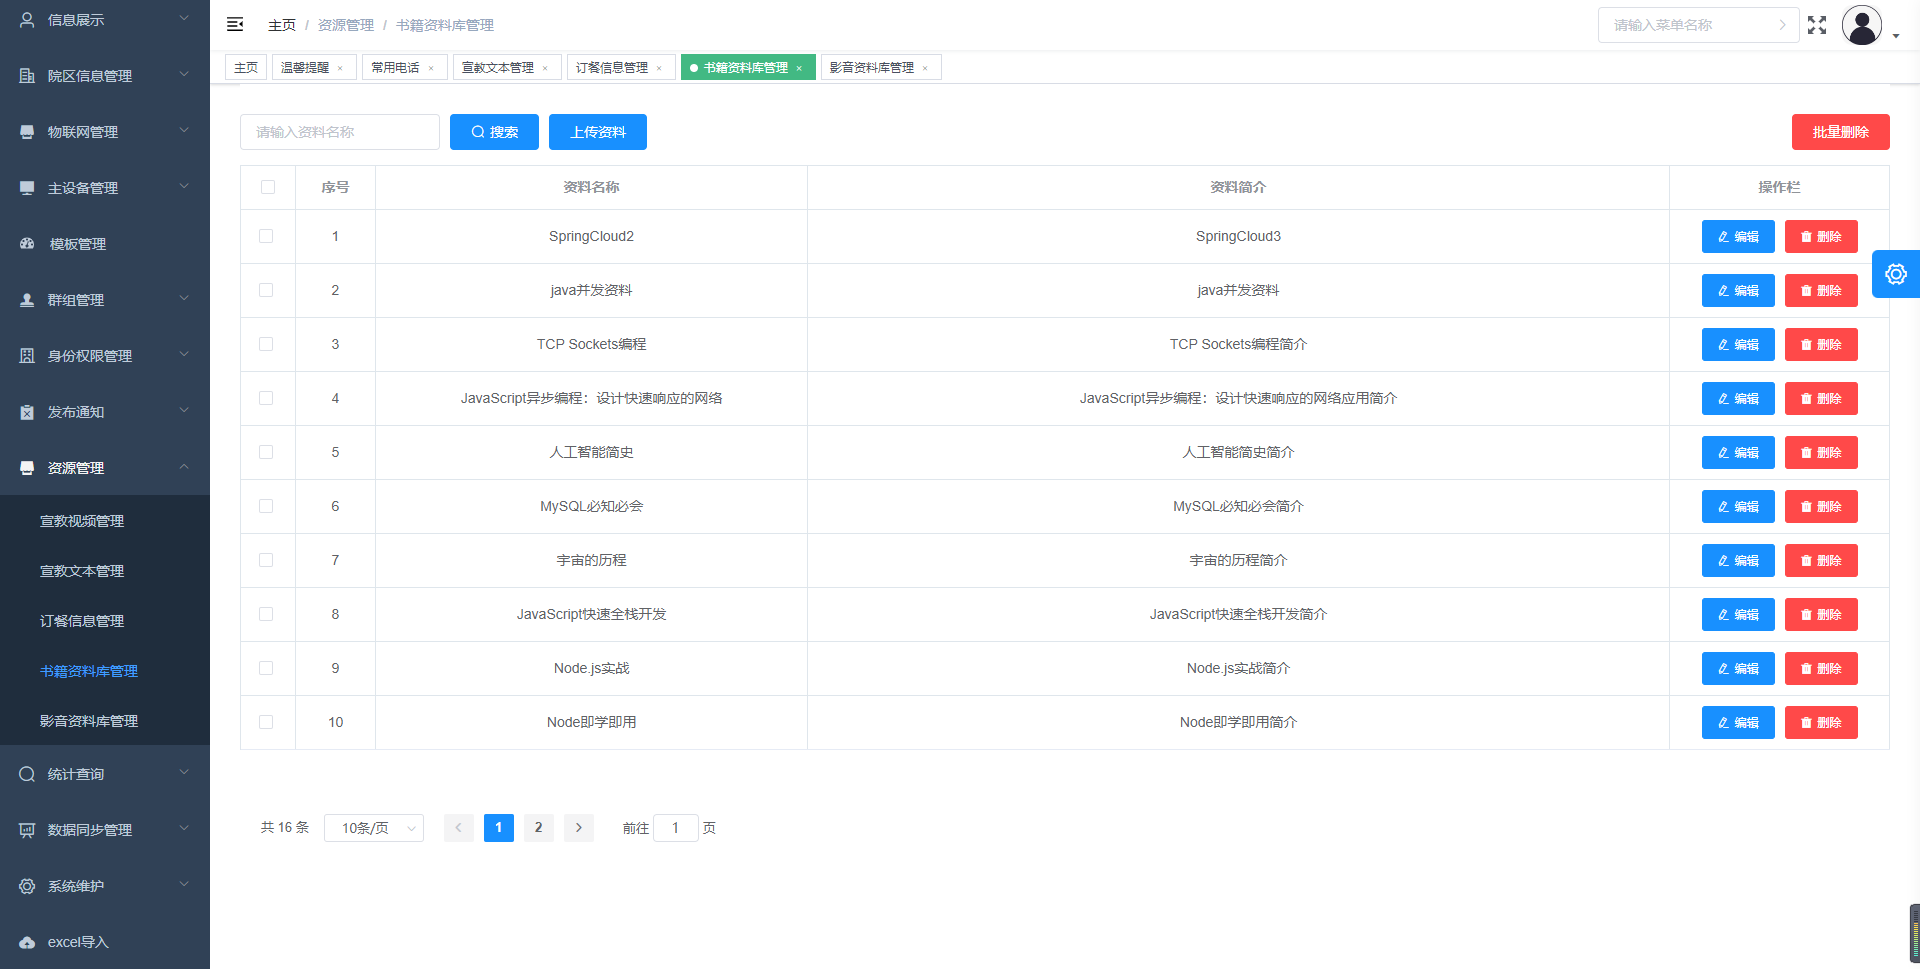 信息展示
院区信息管理
物联网管理
主设备管理
模板管理
群组管理
身份权限管理
发布通知
资源管理
宣教视频管理
宣教文本管理
订餐信息管理
书籍资料库管理
影音资料库管理
统计查询
数据同步管理
系统维护
excel导入
主页 / 资源管理 / 书籍资料库管理
请输入菜单名称
主页 温馨提醒 × 常用电话 × 宣教文本管理 × 订餐信息管理 × 书籍资料库管理 × 影音资料库管理 ×
请输入资料名称 搜索 上传资料 批量删除
序号 资料名称 资料简介 操作栏
1 SpringCloud2 SpringCloud3 编辑 删除
2 java并发资料 java并发资料 编辑 删除
3 TCP Sockets编程 TCP Sockets编程简介 编辑 删除
4 JavaScript异步编程：设计快速响应的网络 JavaScript异步编程：设计快速响应的网络应用简介 编辑 删除
5 人工智能简史 人工智能简史简介 编辑 删除
6 MySQL必知必会 MySQL必知必会简介 编辑 删除
7 宇宙的历程 宇宙的历程简介 编辑 删除
8 JavaScript快速全栈开发 JavaScript快速全栈开发简介 编辑 删除
9 Node.js实战 Node.js实战简介 编辑 删除
10 Node即学即用 Node即学即用简介 编辑 删除
共 16 条 10条/页 1 2 前往 1 页